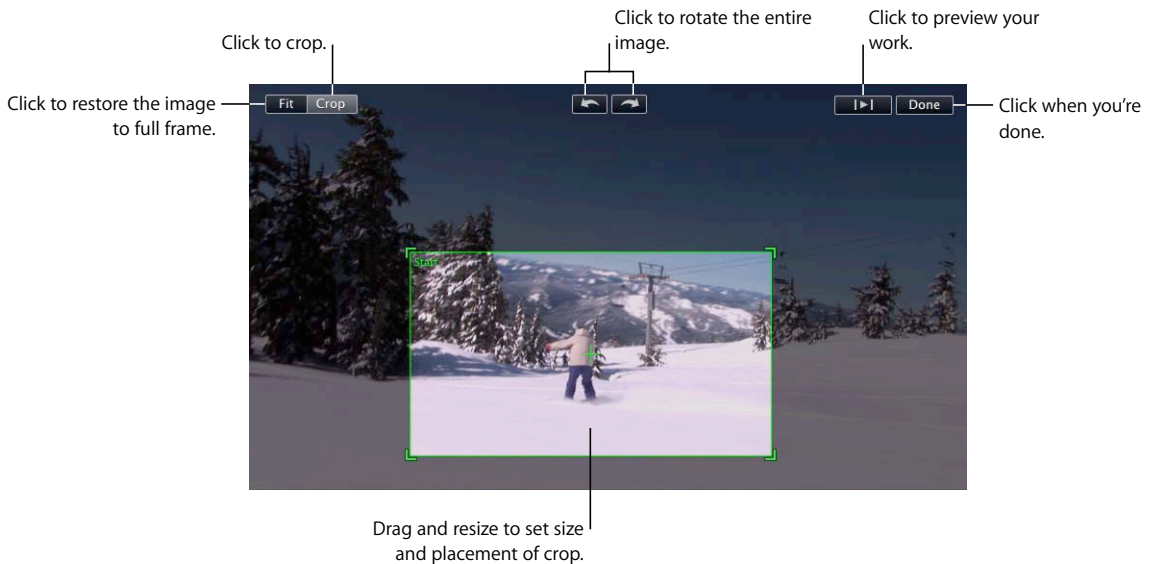 Click to rotate the entire
image.
Click to preview your
work.
Click to crop.
Click to restore the image
to full frame.
Fit
Crop
Done
Click when you're
done.
Start
Drag and resize to set size
and placement of crop.